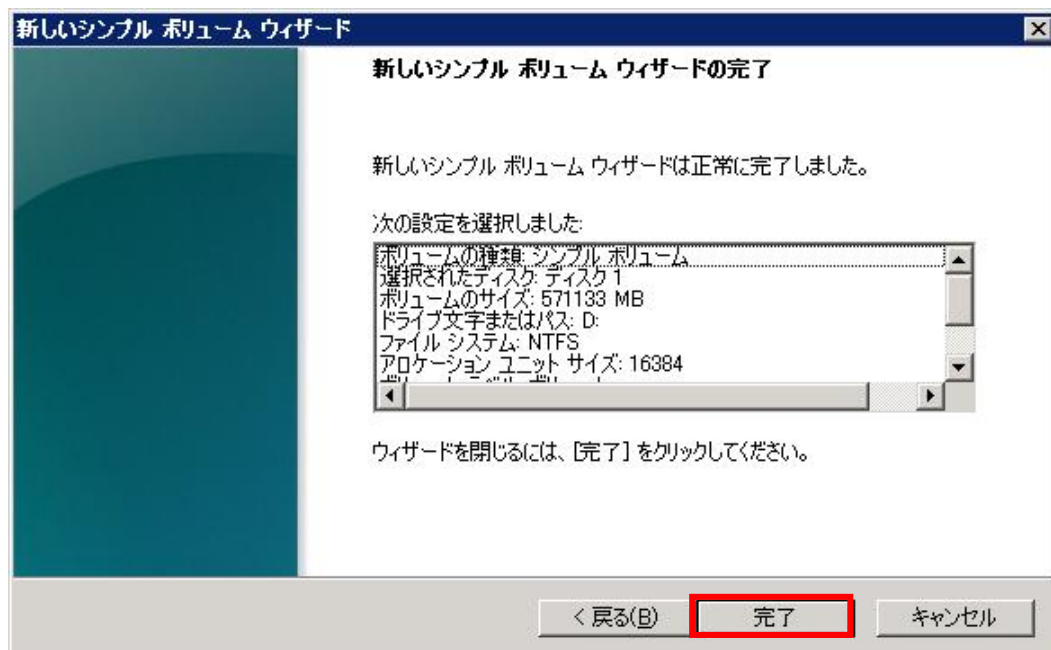 新しいシンプル ボリューム ウィザード
新しいシンプル ボリューム ウィザードの完了
新しいシンプル ボリューム ウィザードは正常に完了しました。
次の設定を選択しました:
ボリュームの種類: シンプル ボリューム
選択されたディスク: ディスク 1
ボリュームのサイズ: 571133 MB
ドライブ文字またはパス: D:
ファイル システム: NTFS
アロケーション ユニット サイズ: 16384
ウィザードを閉じるには、[完了] をクリックしてください。
< 戻る(B)
完了
キャンセル